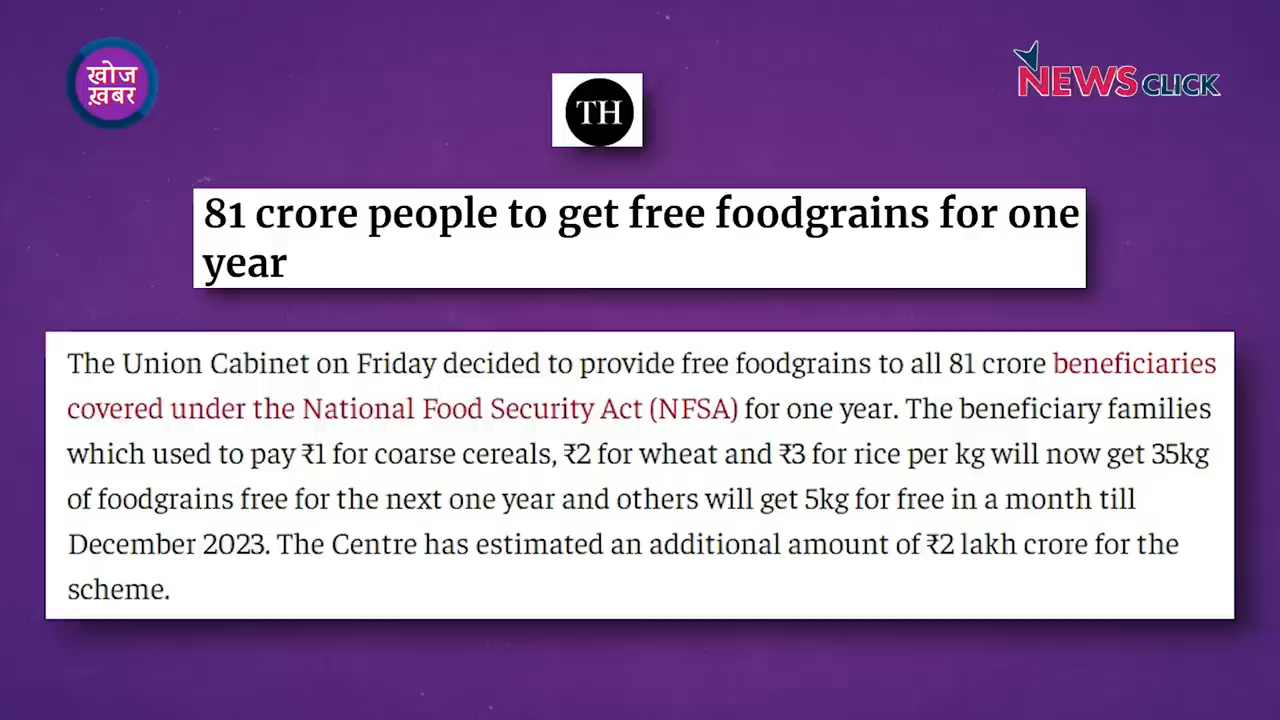 खोज
ख़बर
TH
NEWSCLICK
81 crore people to get free foodgrains for one
year
The Union Cabinet on Friday decided to provide free foodgrains to all 81 crore beneficiaries
covered under the National Food Security Act (NFSA) for one year. The beneficiary families
which used to pay ₹1 for coarse cereals, ₹2 for wheat and ₹3 for rice per kg will now get 35kg
of foodgrains free for the next one year and others will get 5kg for free in a month till
December 2023. The Centre has estimated an additional amount of ₹2 lakh crore for the
scheme.